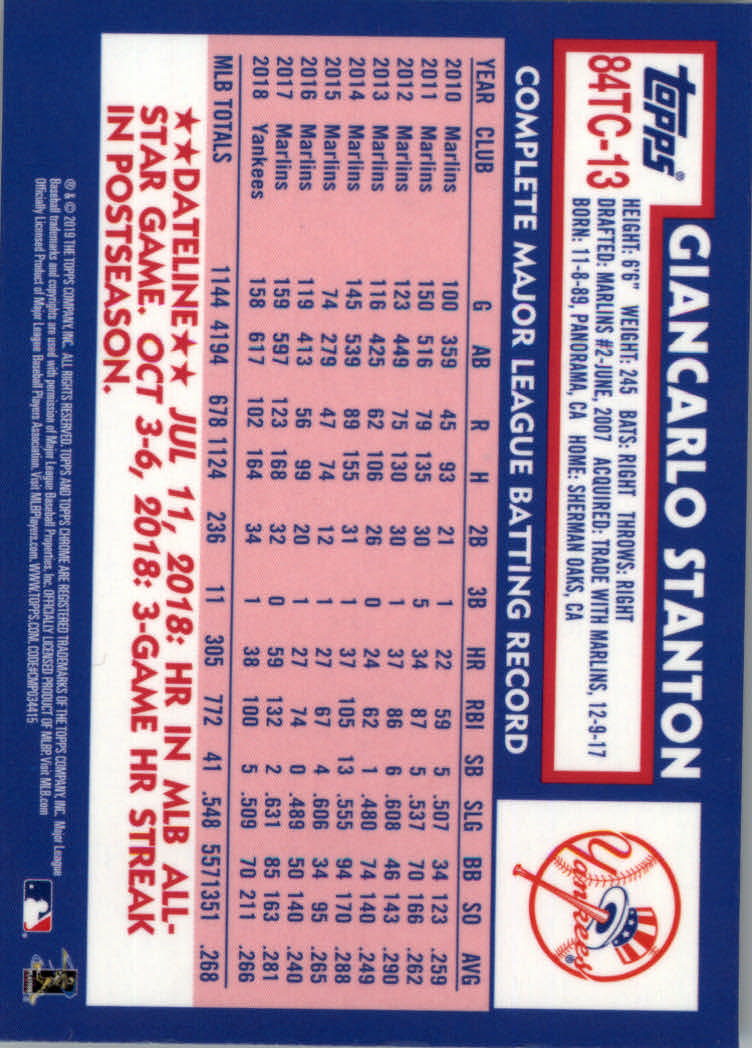 Topps®
84TC-13
GIANCARLO STANTON
HEIGHT: 6'6" WEIGHT: 245 BATS: RIGHT THROWS: RIGHT
DRAFTED: MARLINS #2-JUNE, 2007 ACQUIRED: TRADE WITH MARLINS, 12-9-17
BORN: 11-8-89, PANORAMA, CA HOME: SHERMAN OAKS, CA
Yankees
COMPLETE MAJOR LEAGUE BATTING RECORD
YEAR CLUB G AB R H 2B 3B HR RBI SB SLG BB SO AVG
2010 Marlins 100 359 45 93 21 1 22 59 5 .507 34 123 .259
2011 Marlins 150 516 79 135 30 5 34 87 5 .537 70 166 .262
2012 Marlins 123 449 75 130 30 1 37 86 6 .608 46 143 .290
2013 Marlins 116 425 62 106 26 0 24 62 1 .480 74 140 .249
2014 Marlins 145 539 89 155 31 1 37 105 13 .555 94 170 .288
2015 Marlins 74 279 47 74 12 1 27 67 4 .606 34 95 .265
2016 Marlins 119 413 56 99 20 1 27 74 0 .489 50 140 .240
2017 Marlins 159 597 123 168 32 0 59 132 2 .631 85 163 .281
2018 Yankees 158 617 102 164 34 1 38 100 5 .509 70 211 .266
MLB TOTALS 1144 4194 678 1124 236 11 305 772 41 .548 557 1351 .268
★★DATELINE★★ JUL 11, 2018: HR IN MLB ALL-
STAR GAME. OCT 3-6, 2018: 3-GAME HR STREAK
IN POSTSEASON.
® & © 2019 THE TOPPS COMPANY, INC. ALL RIGHTS RESERVED. TOPPS AND TOPPS CHROME ARE REGISTERED TRADEMARKS OF THE TOPPS COMPANY, INC. Major League
Baseball trademarks and copyrights are used with permission of Major League Baseball Properties, Inc. OFFICIALLY LICENSED PRODUCT OF MLBP. Visit MLB.com
Officially Licensed Product of Major League Baseball Players Association. Visit MLBPlayers.com. WWW.TOPPS.COM. CODE#CMP034415